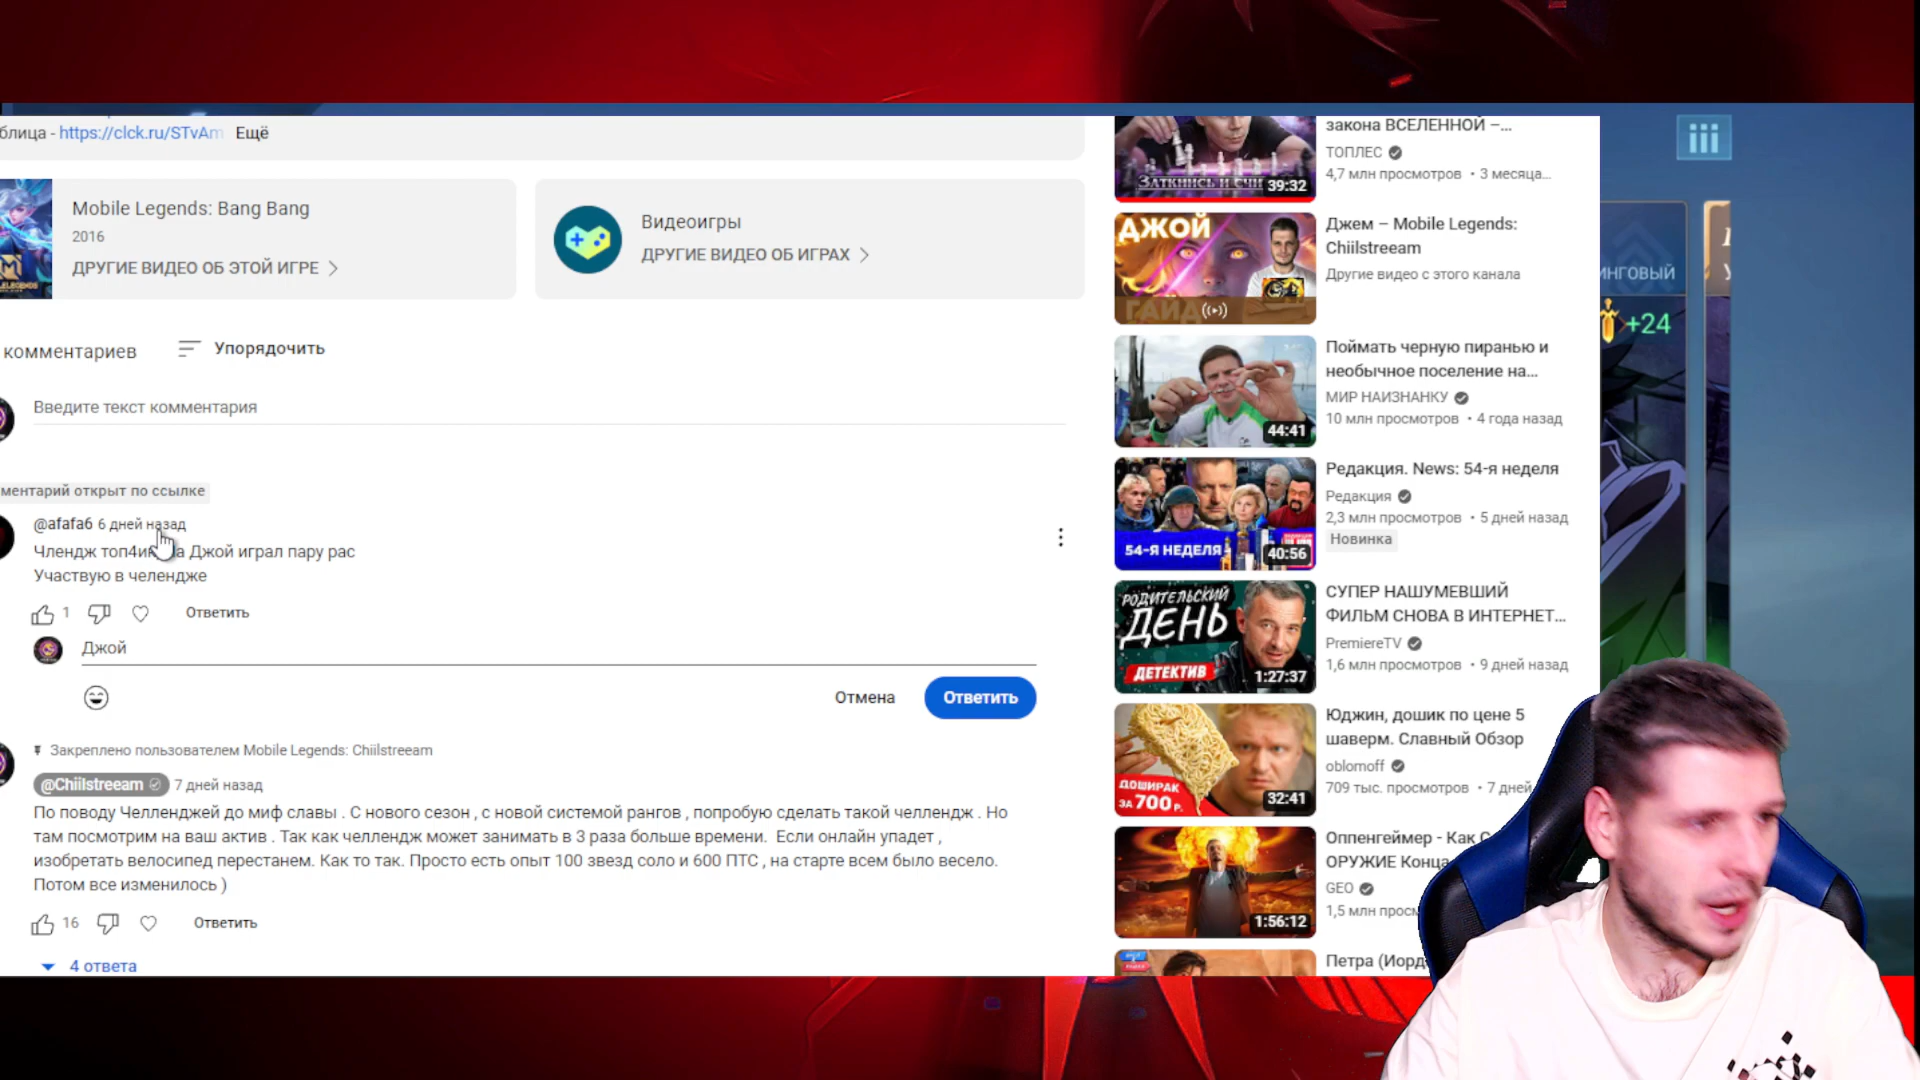 блица - https://clck.ru/STvAm Ещё
Mobile Legends: Bang Bang
2016
ДРУГИЕ ВИДЕО ОБ ЭТОЙ ИГРЕ
Видеоигры
ДРУГИЕ ВИДЕО ОБ ИГРАХ
комментариев
Упорядочить
Введите текст комментария
ментарий открыт по ссылке
@afafa6 6 дней назад
Члендж Джой играл пару рас
Участвую в челендже
1
Ответить
Джой
Отмена
Ответить
Закреплено пользователем Mobile Legends: Chiilstreeam
@Chiilstreeam 7 дней назад
По поводу Челленджей до миф славы . С нового сезон , с новой системой рангов , попробую сделать такой челлендж . Но
там посмотрим на ваш актив . Так как челлендж может занимать в 3 раза больше времени. Если онлайн упадет ,
изобретать велосипед перестанем. Как то так. Просто есть опыт 100 звезд соло и 600 ПТС , на старте всем было весело.
Потом все изменилось )
16
Ответить
4 ответа
ЗАТКНИСЬ И СЧИ
39:32
закона ВСЕЛЕННОЙ –...
ТОПЛЕС
4,7 млн просмотров • 3 месяца...
ДЖОЙ
ГАЙД
Джем – Mobile Legends:
Chiilstreeam
Другие видео с этого канала
44:41
Поймать черную пиранью и
необычное поселение на...
МИР НАИЗНАНКУ
10 млн просмотров • 4 года назад
54-Я НЕДЕЛЯ
40:56
Редакция. News: 54-я неделя
Редакция
2,3 млн просмотров • 5 дней назад
Новинка
РОДИТЕЛЬСКИЙ
ДЕНЬ
ДЕТЕКТИВ
1:27:37
СУПЕР НАШУМЕВШИЙ
ФИЛЬМ СНОВА В ИНТЕРНЕТ...
PremiereTV
1,6 млн просмотров • 9 дней назад
ДОШИРАК
ЗА 700 р.
32:41
Юджин, дошик по цене 5
шаверм. Славный Обзор
oblomoff
709 тыс. просмотров • 7 дней
1:56:12
Оппенгеймер - Как С
ОРУЖИЕ Конца
GEO
1,5 млн просм
Петра (Иорд
ИНГОВЫЙ
+24